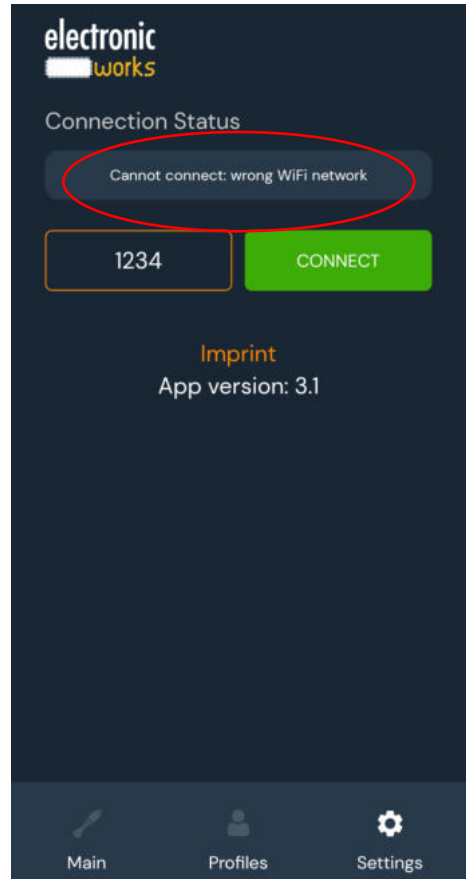 electronic
works
Connection Status
Cannot connect: wrong WiFi network
1234
CONNECT
Imprint
App version: 3.1
Main
Profiles
Settings